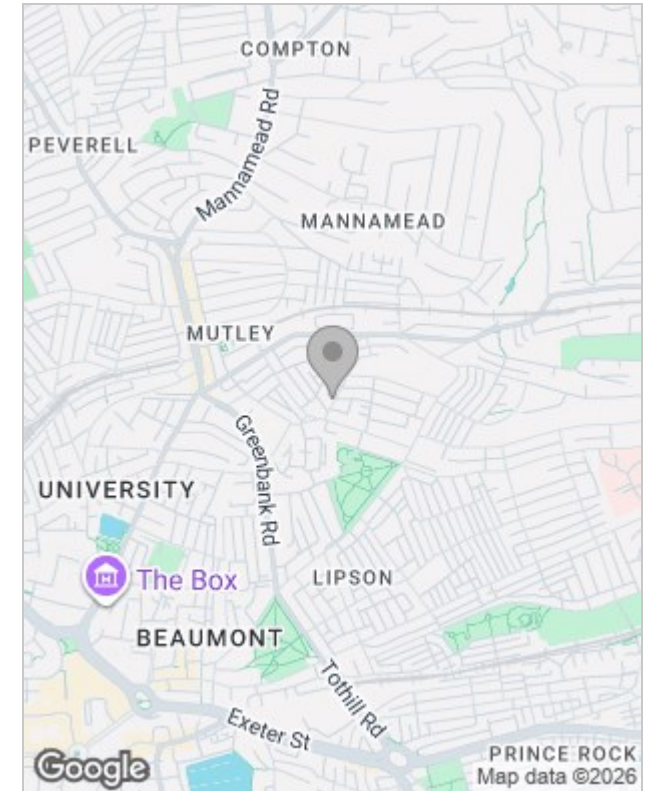 COMPTON
PEVERELL
Mannamead Rd
MANNAMEAD
MUTLEY
Greenbank Rd
UNIVERSITY
The Box
LIPSON
BEAUMONT
Tothill Rd
Exeter St
PRINCE ROCK
Google
Map data ©2026